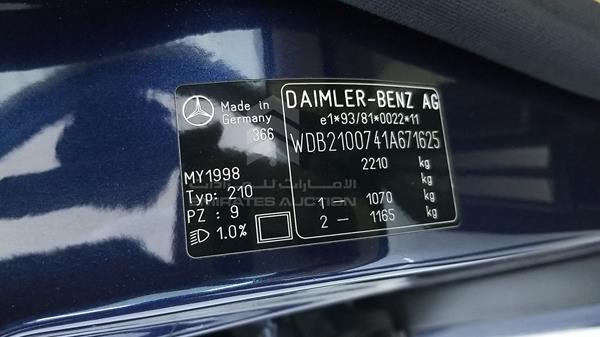 Made in
Germany
366
MY1998
Typ: 210
PZ : 9
1.0%
DAIMLER-BENZ AG
e1*93/81*0022*11
WDB2100741A671625
2210 kg
kg
1 — 1070 kg
2 — 1165 kg
الإمارات للمزادات
EMIRATES AUCTION